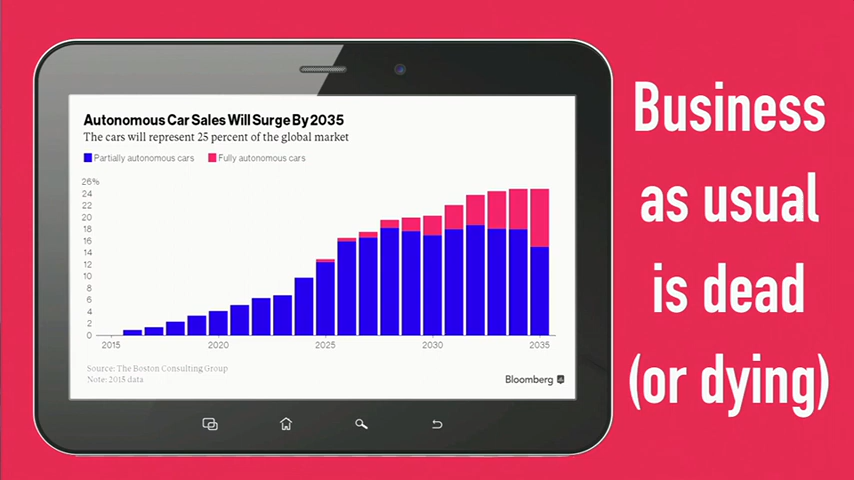 Autonomous Car Sales Will Surge By 2035
The cars will represent 25 percent of the global market
Partially autonomous cars Fully autonomous cars
26%
24
22
20
18
16
14
12
10
8
6
4
2
0
2015 2020 2025 2030 2035
Source: The Boston Consulting Group
Note: 2015 data
Bloomberg
Business
as usual
is dead
(or dying)